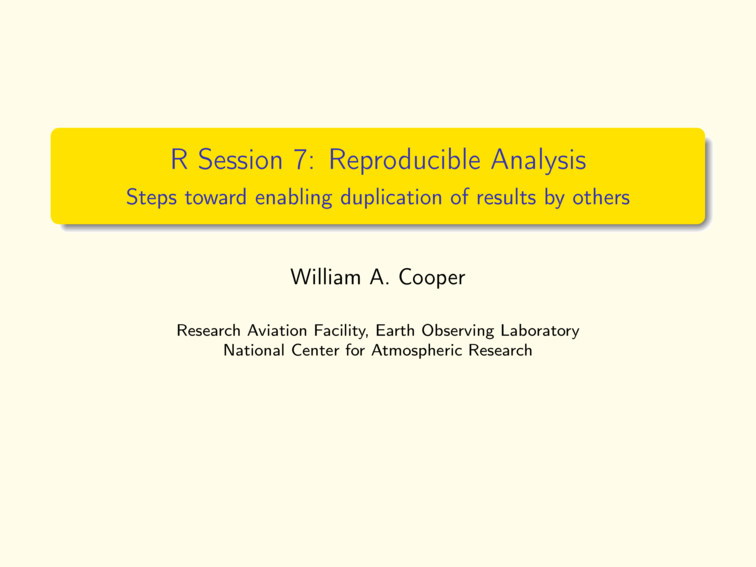 R Session 7: Reproducible Analysis
Steps toward enabling duplication of results by others
William A. Cooper
Research Aviation Facility, Earth Observing Laboratory
National Center for Atmospheric Research